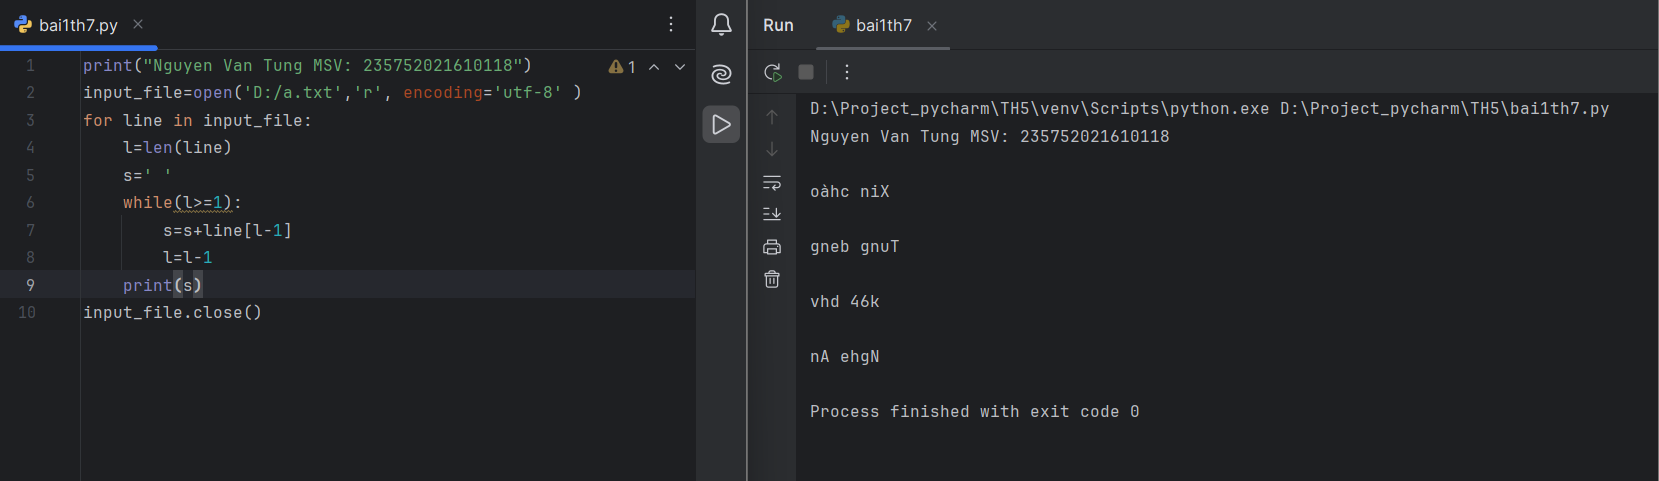 bai1th7.py
1 print("Nguyen Van Tung MSV: 235752021610118")
2 input_file=open('D:/a.txt','r', encoding='utf-8' )
3 for line in input_file:
4 l=len(line)
5 s=' '
6 while(l>=1):
7 s=s+line[l-1]
8 l=l-1
9 print(s)
10 input_file.close()
1
Run bai1th7
D:\Project_pycharm\TH5\venv\Scripts\python.exe D:\Project_pycharm\TH5\bai1th7.py
Nguyen Van Tung MSV: 235752021610118
oàhc niX
gneb gnuT
vhd 46k
nA ehgN
Process finished with exit code 0